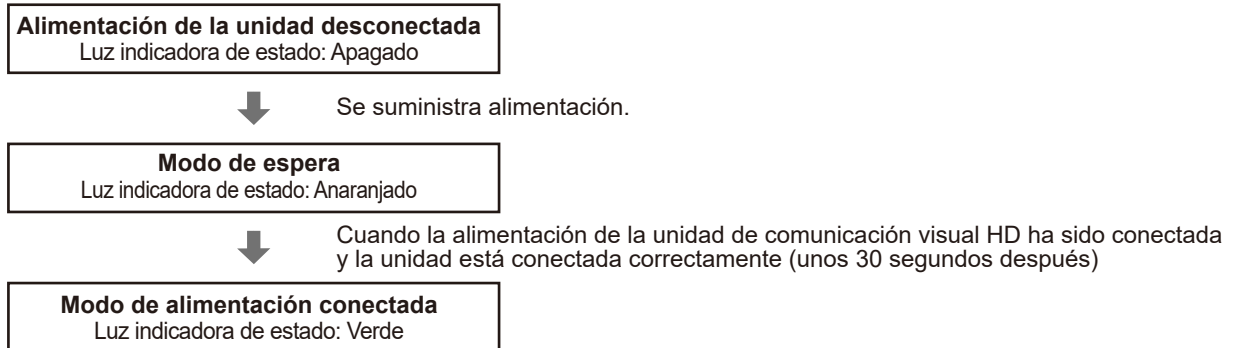 Alimentación de la unidad desconectada
Luz indicadora de estado: Apagado
Se suministra alimentación.
Modo de espera
Luz indicadora de estado: Anaranjado
Cuando la alimentación de la unidad de comunicación visual HD ha sido conectada
y la unidad está conectada correctamente (unos 30 segundos después)
Modo de alimentación conectada
Luz indicadora de estado: Verde